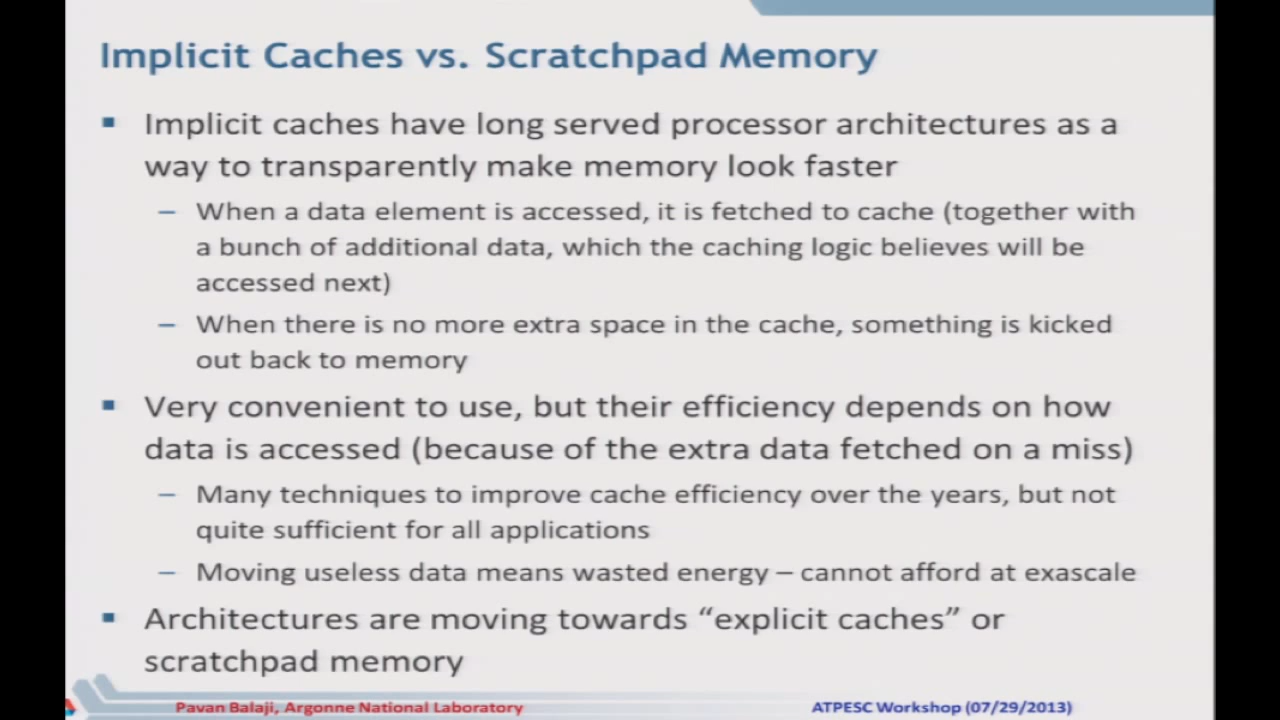 Implicit Caches vs. Scratchpad Memory
▪ Implicit caches have long served processor architectures as a
way to transparently make memory look faster
– When a data element is accessed, it is fetched to cache (together with
a bunch of additional data, which the caching logic believes will be
accessed next)
– When there is no more extra space in the cache, something is kicked
out back to memory
▪ Very convenient to use, but their efficiency depends on how
data is accessed (because of the extra data fetched on a miss)
– Many techniques to improve cache efficiency over the years, but not
quite sufficient for all applications
– Moving useless data means wasted energy – cannot afford at exascale
▪ Architectures are moving towards “explicit caches” or
scratchpad memory
Pavan Balaji, Argonne National Laboratory
ATPESC Workshop (07/29/2013)